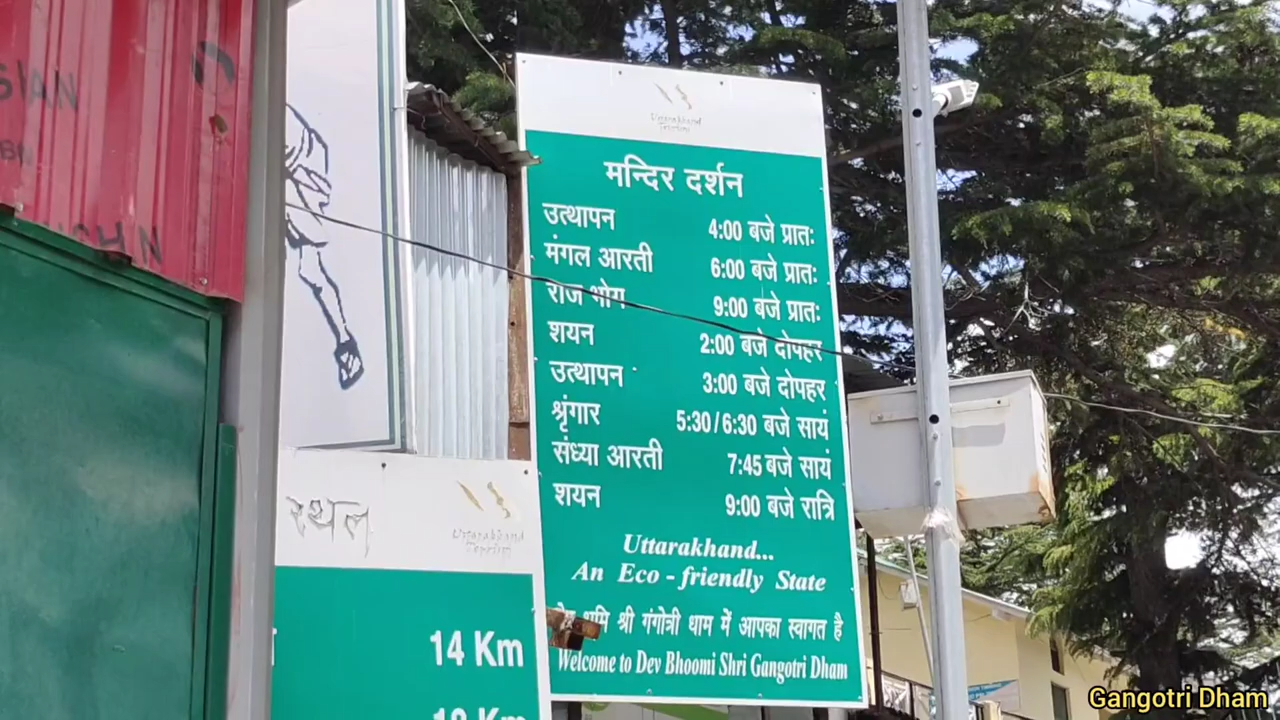 मन्दिर दर्शन
उत्थापन 4:00 बजे प्रातः
मंगल आरती 6:00 बजे प्रातः
राज भोग 9:00 बजे प्रातः
शयन 2:00 बजे दोपहर
उत्थापन 3:00 बजे दोपहर
श्रृंगार 5:30/6:30 बजे सायं
संध्या आरती 7:45 बजे सायं
शयन 9:00 बजे रात्रि
Uttarakhand...
An Eco - friendly State
भूमि श्री गंगोत्री धाम में आपका स्वागत है
Welcome to Dev Bhoomi Shri Gangotri Dham
स्थल
14 Km
Km
Gangotri Dham